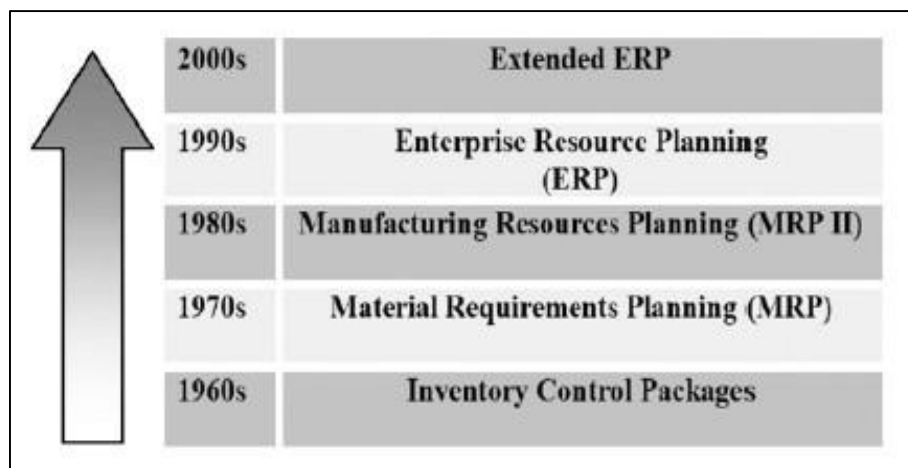 2000s Extended ERP
1990s Enterprise Resource Planning
(ERP)
1980s Manufacturing Resources Planning (MRP II)
1970s Material Requirements Planning (MRP)
1960s Inventory Control Packages